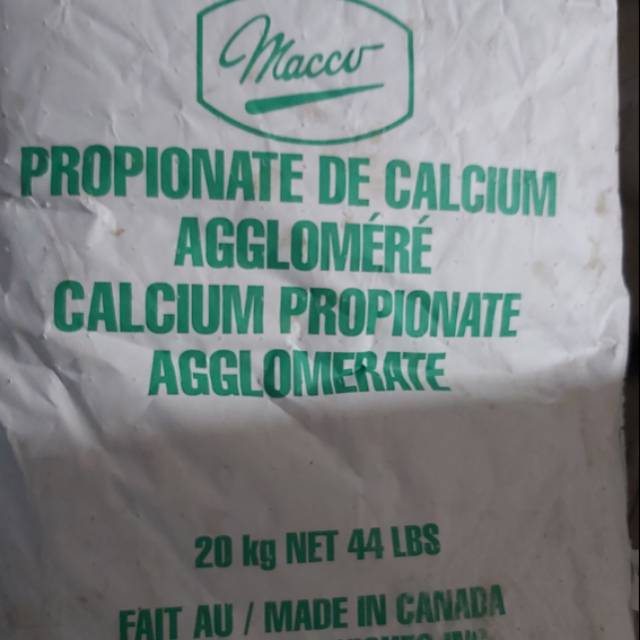 Macco
PROPIONATE DE CALCIUM
AGGLOMÉRÉ
CALCIUM PROPIONATE
AGGLOMERATE
20 kg NET 44 LBS
FAIT AU / MADE IN CANADA